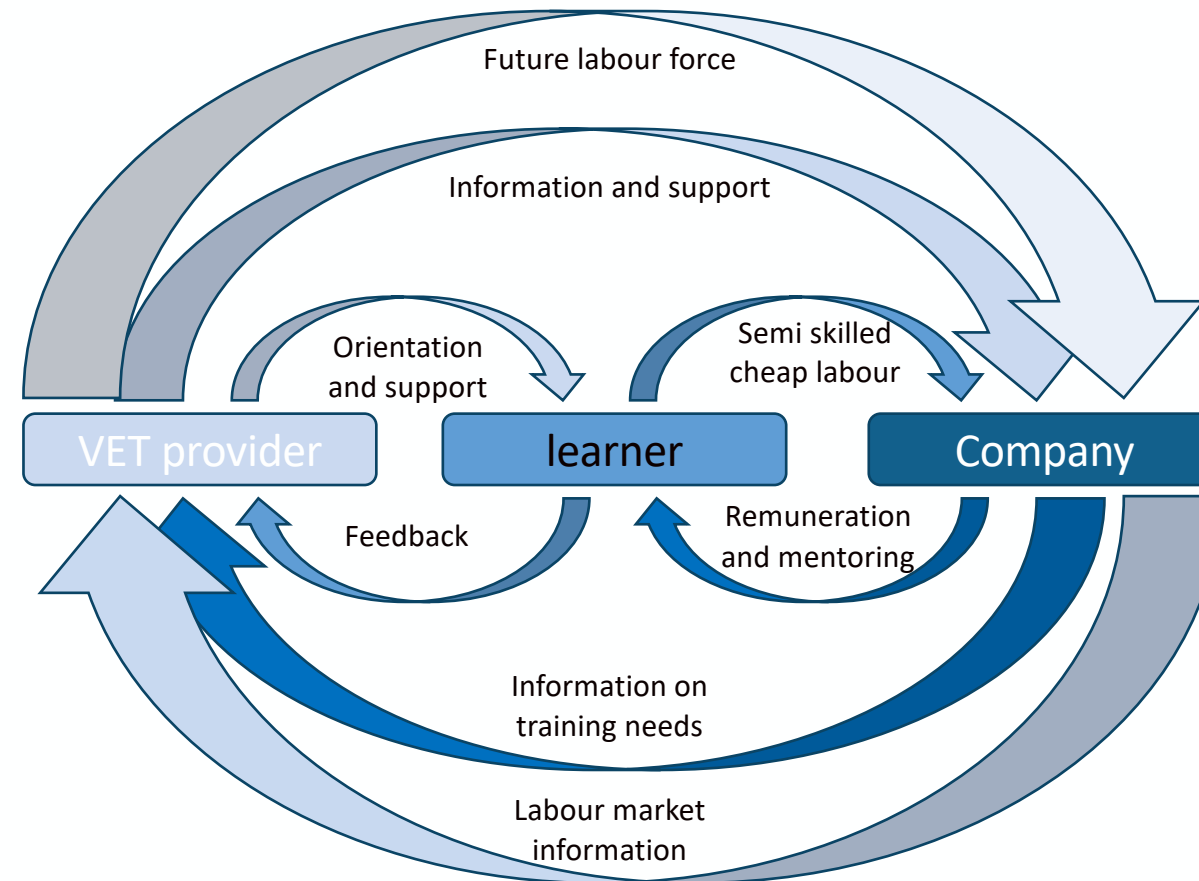 Future labour force
Information and support
Orientation
and support
Semi skilled
cheap labour
VET provider
learner
Company
Feedback
Remuneration
and mentoring
Information on
training needs
Labour market
information